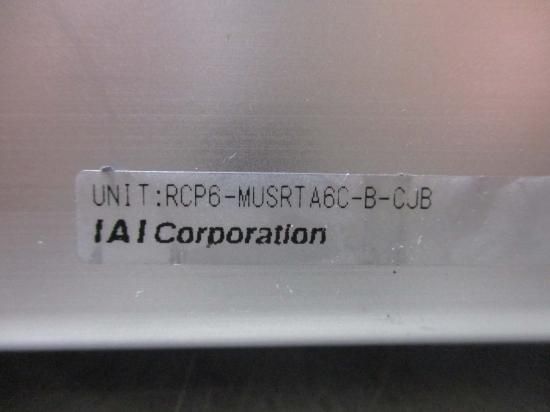 UNIT:RCP6-MUSRTA6C-B-CJB
IAI Corporation